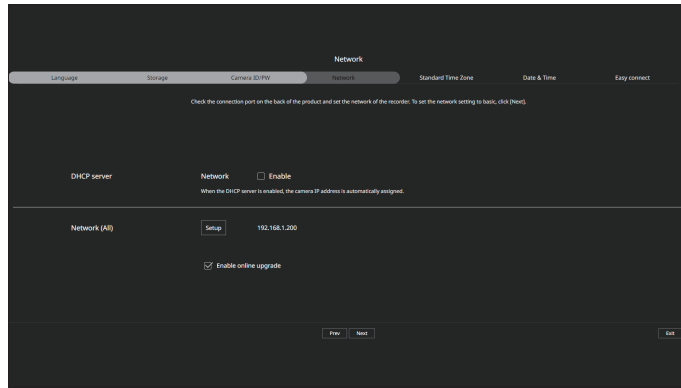 Network
Language Storage Camera ID/PW Network Standard Time Zone Date & Time Easy connect
Check the connection port on the back of the product and set the network of the recorder. To set the network setting to basic, click [Next].
DHCP server Network Enable
When the DHCP server is enabled, the camera IP address is automatically assigned.
Network (All) Setup 192.168.1.200
Enable online upgrade
Prev Next Exit